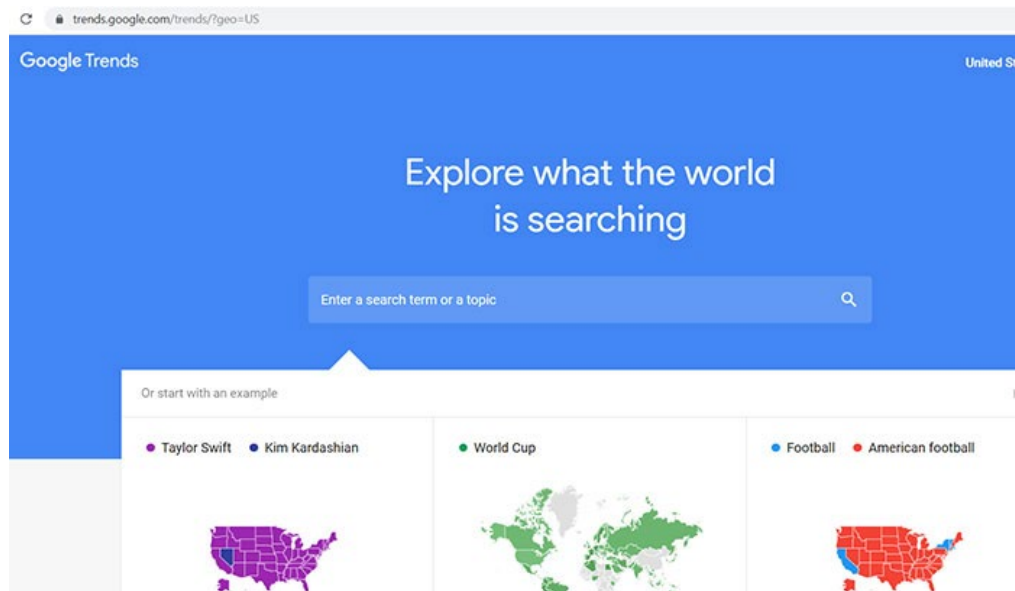 trends.google.com/trends/?geo=US
Google Trends
United St
Explore what the world
is searching
Enter a search term or a topic
Or start with an example
Taylor Swift Kim Kardashian
World Cup
Football American football